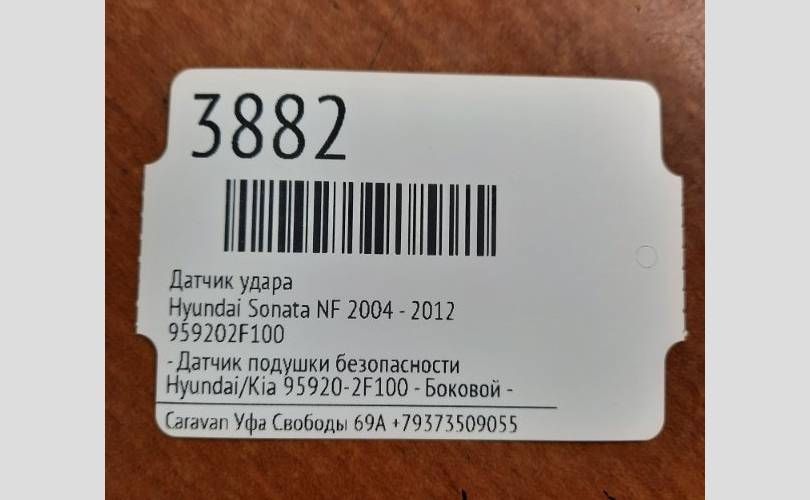 3882
Датчик удара
Hyundai Sonata NF 2004 - 2012
959202F100
- Датчик подушки безопасности
Hyundai/Kia 95920-2F100 - Боковой -
Caravan Уфа Свободы 69А +79373509055